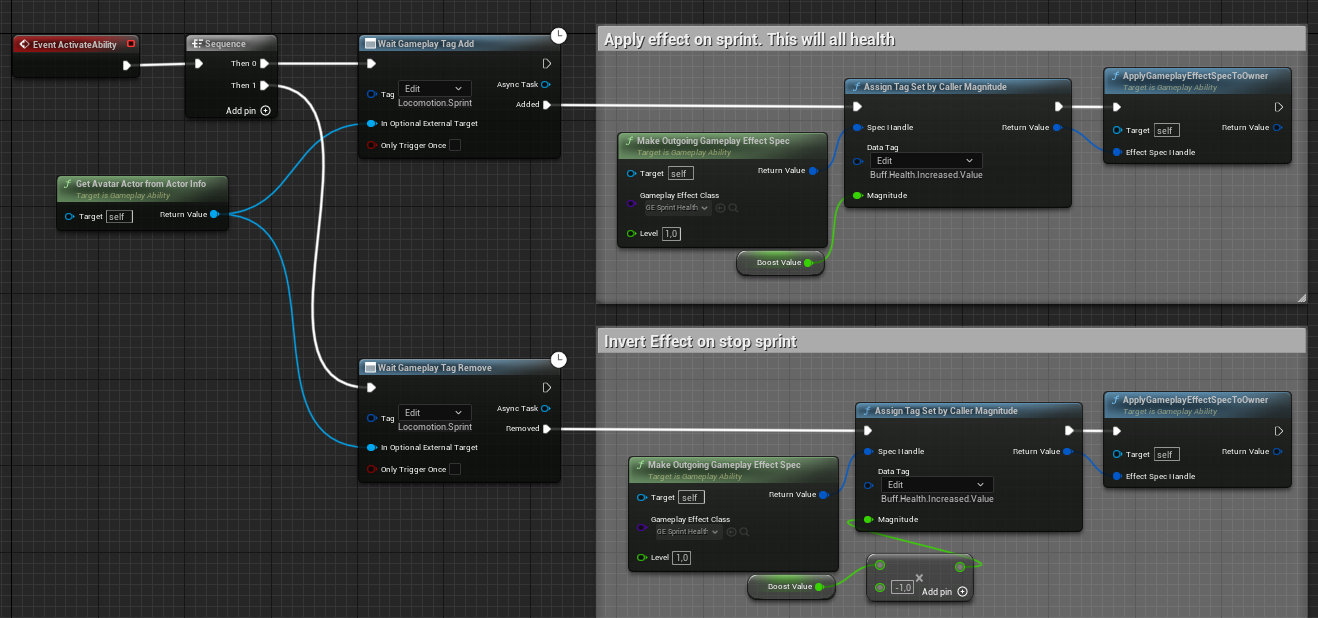 Event ActivateAbility
Sequence
Then 0
Then 1
Add pin
Get Avatar Actor from Actor Info
Target is Gameplay Ability
Target self Return Value
Wait Gameplay Tag Add
Async Task
Tag Edit
Locomotion.Sprint
Added
In Optional External Target
Only Trigger Once
Apply effect on sprint. This will all health
Make Outgoing Gameplay Effect Spec
Target is Gameplay Ability
Target self Return Value
Gameplay Effect Class
GE Sprint Health
Level 1,0
Boost Value
Assign Tag Set by Caller Magnitude
Spec Handle Return Value
Data Tag
Edit
Buff.Health.Increased.Value
Magnitude
ApplyGameplayEffectSpecToOwner
Target is Gameplay Ability
Target self Return Value
Effect Spec Handle
Wait Gameplay Tag Remove
Async Task
Tag Edit
Locomotion.Sprint
Removed
In Optional External Target
Only Trigger Once
Invert Effect on stop sprint
Make Outgoing Gameplay Effect Spec
Target is Gameplay Ability
Target self Return Value
Gameplay Effect Class
GE Sprint Health
Level 1,0
Boost Value
-1,0
Add pin
Assign Tag Set by Caller Magnitude
Spec Handle Return Value
Data Tag
Edit
Buff.Health.Increased.Value
Magnitude
ApplyGameplayEffectSpecToOwner
Target is Gameplay Ability
Target self Return Value
Effect Spec Handle